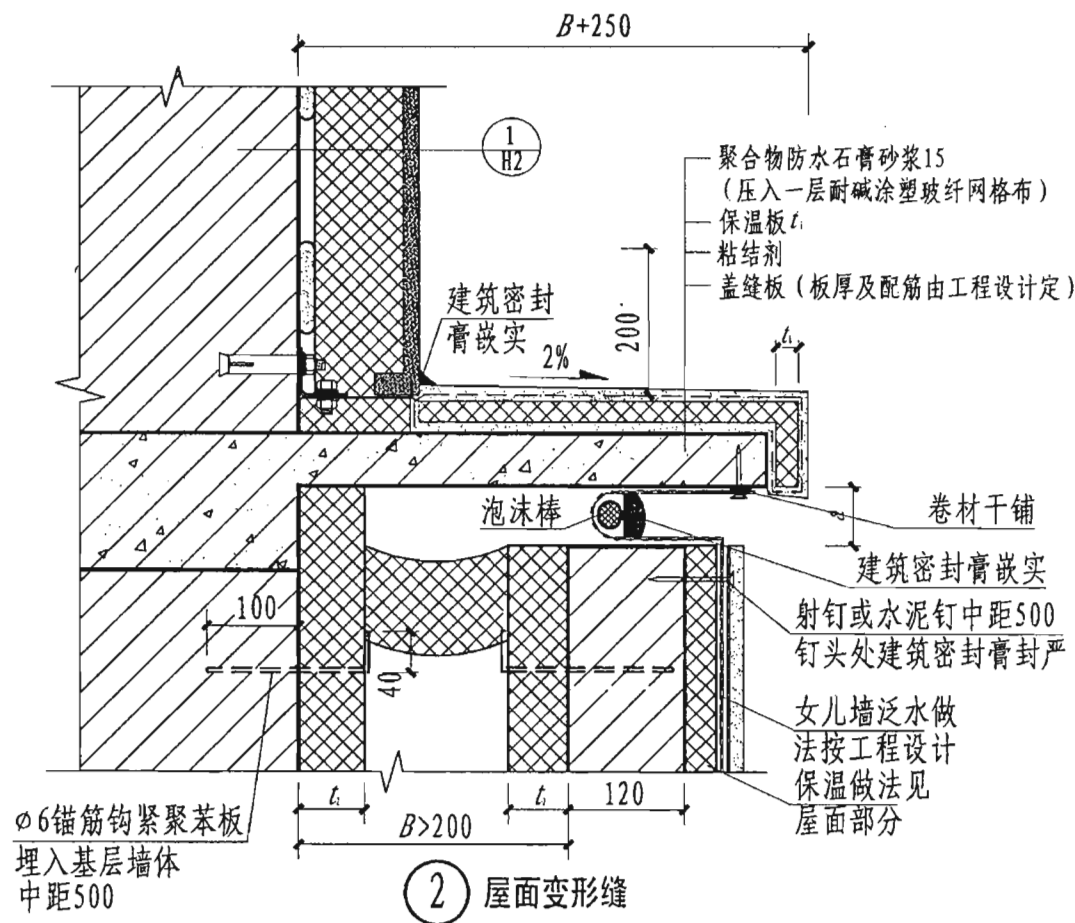 B+250
1
H2
聚合物防水石膏砂浆15
（压入一层耐碱涂塑玻纤网格布）
保温板tᵢ
粘结剂
盖缝板（板厚及配筋由工程设计定）
建筑密封
膏嵌实
2%
200
tᵢ
泡沫棒
卷材干铺
建筑密封膏嵌实
射钉或水泥钉中距500
钉头处建筑密封膏封严
100
40
女儿墙泛水做
法按工程设计
保温做法见
屋面部分
tᵢ
tᵢ
120
B>200
φ6锚筋钩紧聚苯板
埋入基层墙体
中距500
2 屋面变形缝